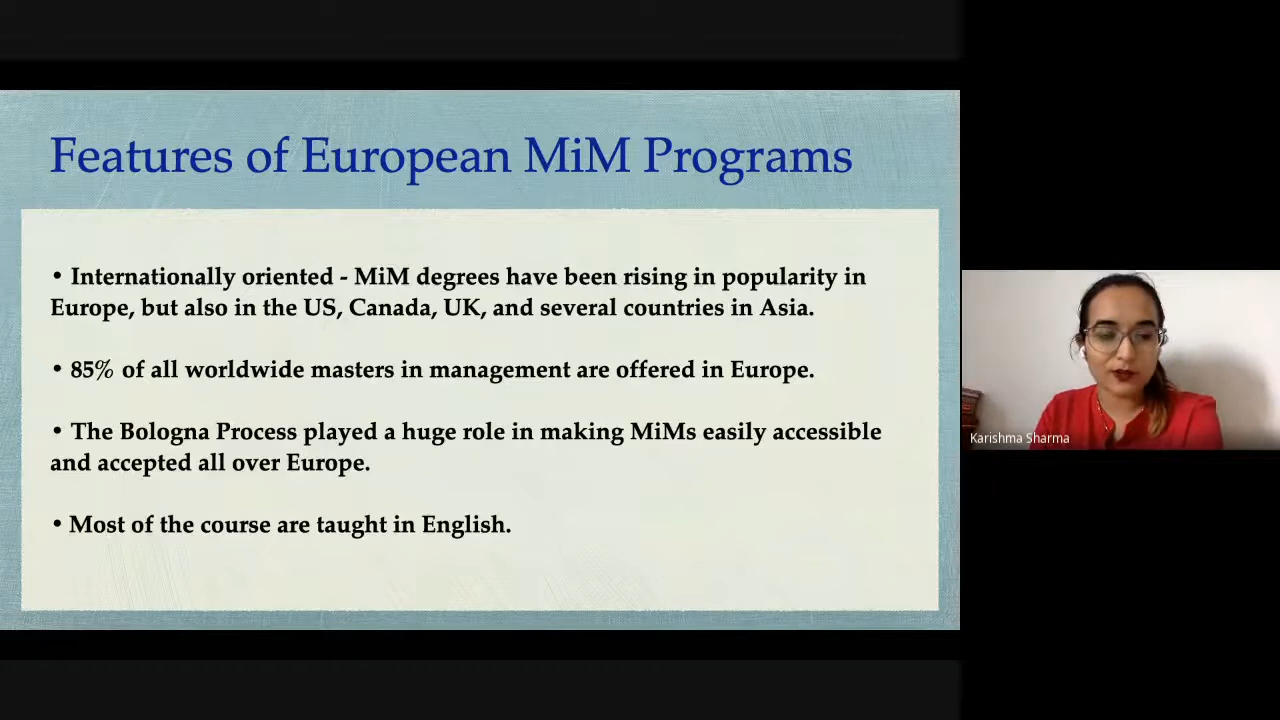 Features of European MiM Programs
• Internationally oriented - MiM degrees have been rising in popularity in
Europe, but also in the US, Canada, UK, and several countries in Asia.
• 85% of all worldwide masters in management are offered in Europe.
• The Bologna Process played a huge role in making MiMs easily accessible
and accepted all over Europe.
• Most of the course are taught in English.
Karishma Sharma